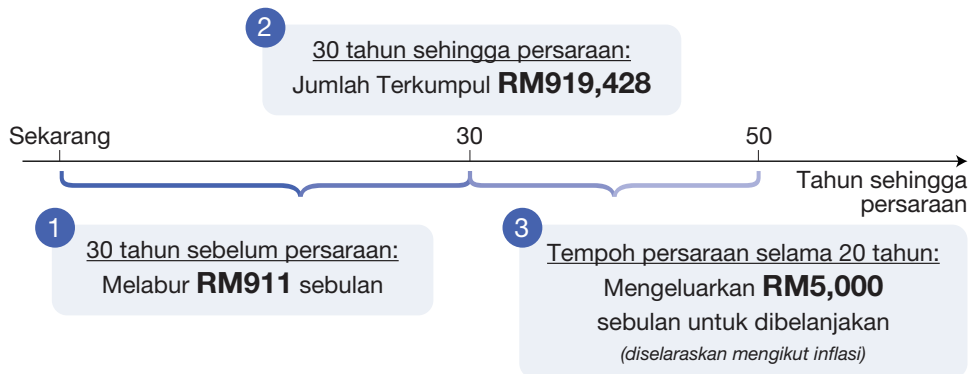 2
30 tahun sehingga persaraan:
Jumlah Terkumpul RM919,428
Sekarang
30
50
Tahun sehingga
persaraan
1
30 tahun sebelum persaraan:
Melabur RM911 sebulan
3
Tempoh persaraan selama 20 tahun:
Mengeluarkan RM5,000
sebulan untuk dibelanjakan
(diselaraskan mengikut inflasi)